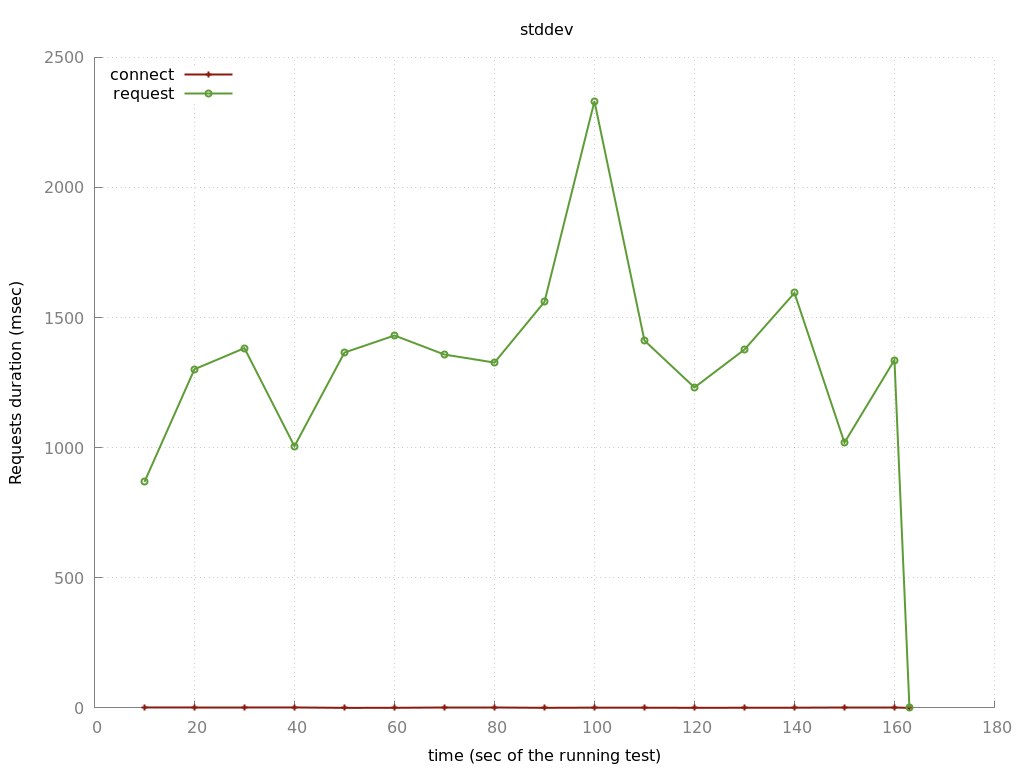 stddev
2500
2000
1500
1000
500
0
connect
request
Requests duration (msec)
0 20 40 60 80 100 120 140 160 180
time (sec of the running test)